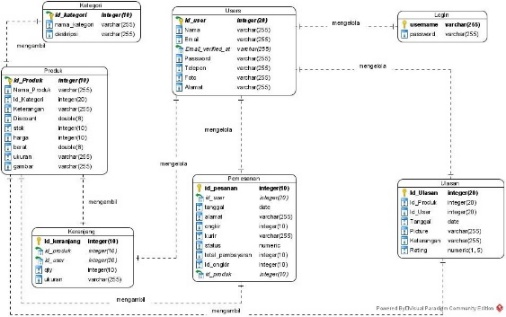 Kategori
id_kategori integer(10)
nama_kategori varchar(255)
deskripsi varchar(255)
mengambil
Users
id_user integer(20)
Nama varchar(255)
Email varchar(255)
Email_verified_at varchar(255)
Password varchar(255)
Telepon varchar(255)
Foto varchar(255)
Alamat varchar(255)
mengelola
Login
username varchar(255)
password varchar(255)
mengelola
Produk
Id_Produk integer(10)
Nama_Produk varchar(255)
Id_Kategori integer(20)
Keterangan varchar(255)
Discount double(8)
stok integer(10)
Harga integer(10)
berat double(8)
ukuran varchar(255)
gambar varchar(255)
mengelola
mengelola
mengambil
Keranjang
id_keranjang integer(10)
id_produk integer(10)
id_user integer(20)
qty integer(10)
ukuran varchar(255)
Pemesanan
id_pesanan integer(10)
id_user integer(20)
tanggal date
alamat varchar(255)
ongkir integer(10)
kurir varchar(255)
status numeric
total_pembayaran integer(10)
id_ongkir integer(10)
id_produk integer(10)
Ulasan
Id_Ulasan integer(20)
Id_Produk integer(20)
Id_User integer(20)
Tanggal date
Picture varchar(255)
Keterangan varchar(255)
Rating numeric(1, 5)
mengambil
mengambil
Powered By Visual Paradigm Community Edition